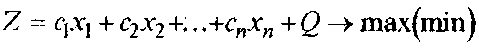 Z = c₁x₁ + c₂x₂ +...+ cₙxₙ + Q → max(min)